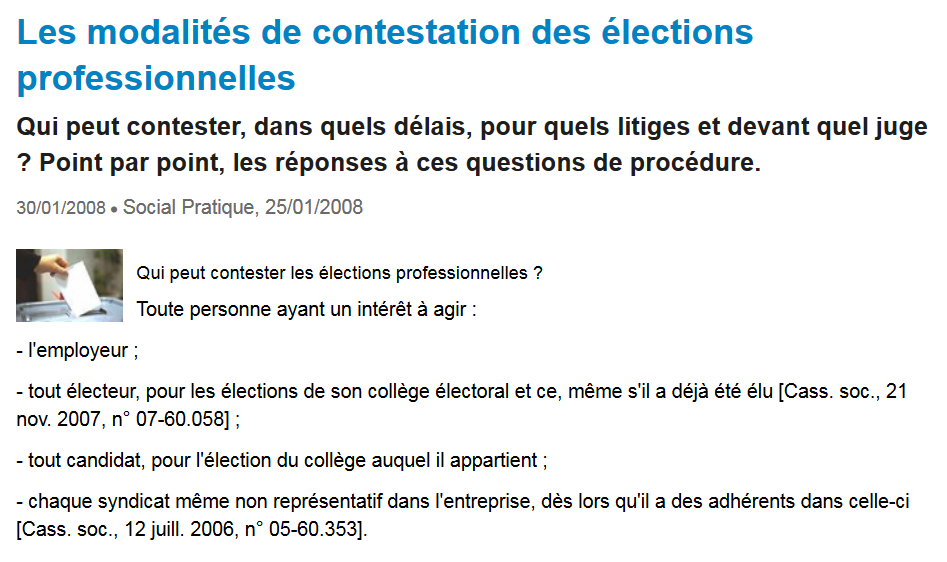 Les modalités de contestation des élections
professionnelles
Qui peut contester, dans quels délais, pour quels litiges et devant quel juge
? Point par point, les réponses à ces questions de procédure.
30/01/2008 • Social Pratique, 25/01/2008
Qui peut contester les élections professionnelles ?
Toute personne ayant un intérêt à agir :
- l'employeur ;
- tout électeur, pour les élections de son collège électoral et ce, même s'il a déjà été élu [Cass. soc., 21
nov. 2007, n° 07-60.058] ;
- tout candidat, pour l'élection du collège auquel il appartient ;
- chaque syndicat même non représentatif dans l'entreprise, dès lors qu'il a des adhérents dans celle-ci
[Cass. soc., 12 juill. 2006, n° 05-60.353].